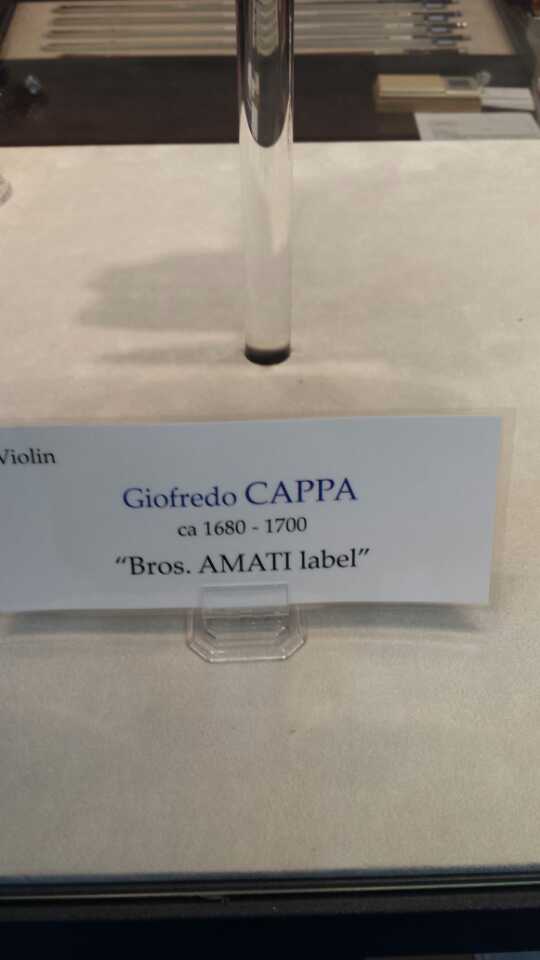 Violin
Giofredo CAPPA
ca 1680 - 1700
“Bros. AMATI label”